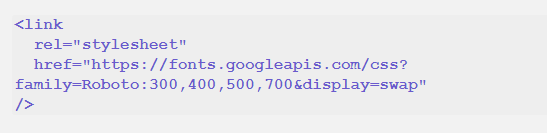 <link
rel="stylesheet"
href="https://fonts.googleapis.com/css?
family=Roboto:300,400,500,700&display=swap"
/>